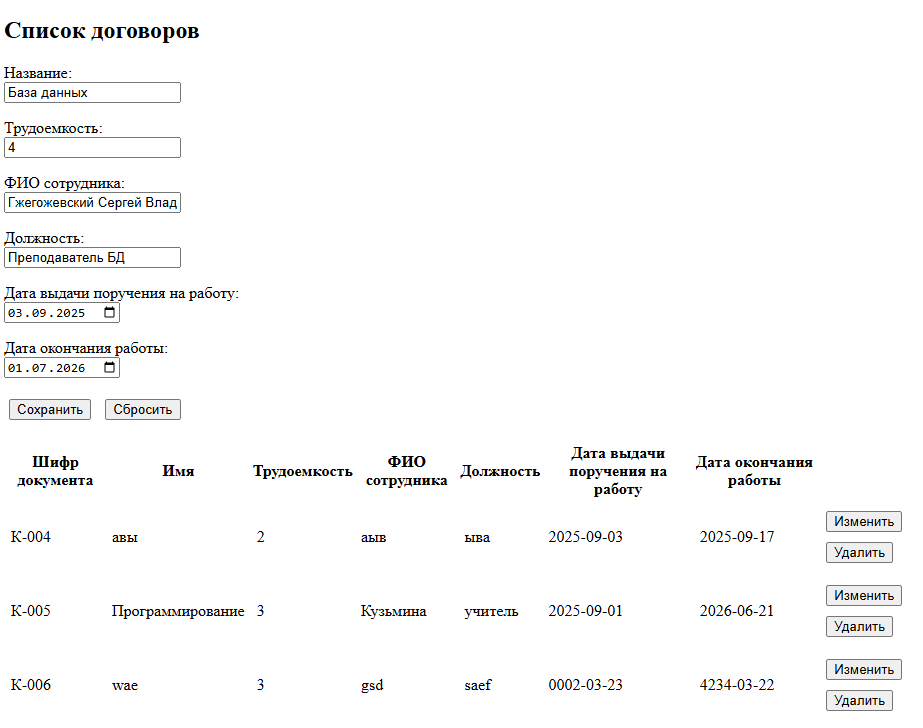 Список договоров
Название:
База данных
Трудоемкость:
4
ФИО сотрудника:
Гжегожевский Сергей Влад
Должность:
Преподаватель БД
Дата выдачи поручения на работу:
03.09.2025
Дата окончания работы:
01.07.2026
Сохранить Сбросить
Шифр документа Имя Трудоемкость ФИО сотрудника Должность Дата выдачи поручения на работу Дата окончания работы
К-004 авы 2 аыв ыва 2025-09-03 2025-09-17 Изменить
Удалить
К-005 Программирование 3 Кузьмина учитель 2025-09-01 2026-06-21 Изменить
Удалить
К-006 wae 3 gsd saef 0002-03-23 4234-03-22 Изменить
Удалить